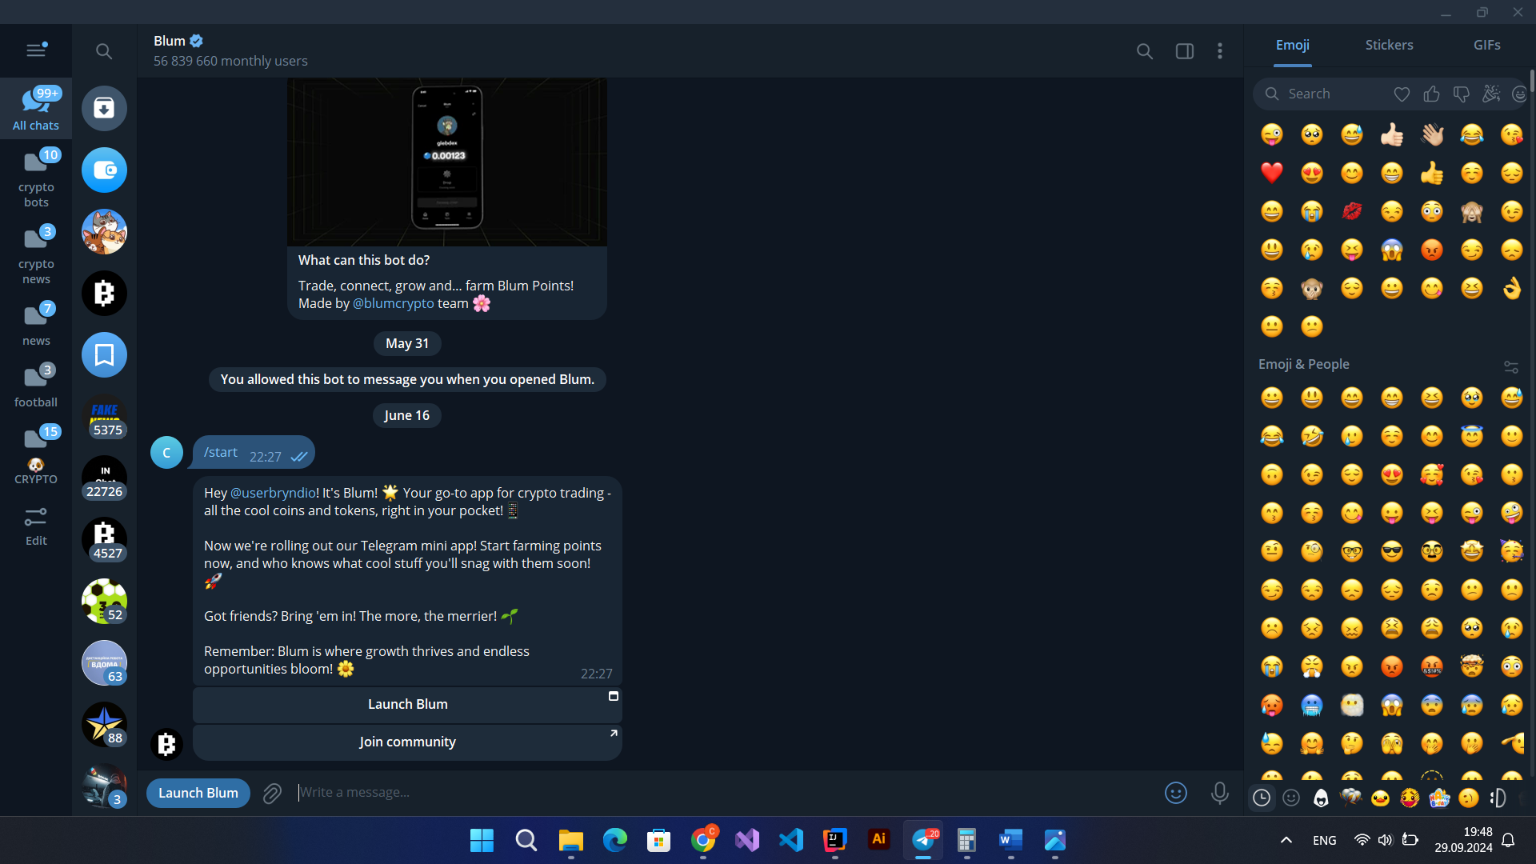 99+
All chats
10
crypto
bots
3
crypto
news
7
news
3
football
15
CRYPTO
Edit
5375
IN
22726
4527
52
ВДОМА
63
88
3
Blum
56 839 660 monthly users
0.00123
What can this bot do?
Trade, connect, grow and... farm Blum Points!
Made by @blumcrypto team 🌸
May 31
You allowed this bot to message you when you opened Blum.
June 16
C
/start 22:27
Hey @userbryndio! It's Blum! 🌟 Your go-to app for crypto trading -
all the cool coins and tokens, right in your pocket! 📱
Now we're rolling out our Telegram mini app! Start farming points
now, and who knows what cool stuff you'll snag with them soon!
🚀
Got friends? Bring 'em in! The more, the merrier! 🌱
Remember: Blum is where growth thrives and endless
opportunities bloom! 🌼
22:27
Launch Blum
Join community
Launch Blum
Write a message...
Emoji Stickers GIFs
Search
Emoji & People
C
IJ
Ai
20
W
ENG
19:48
29.09.2024